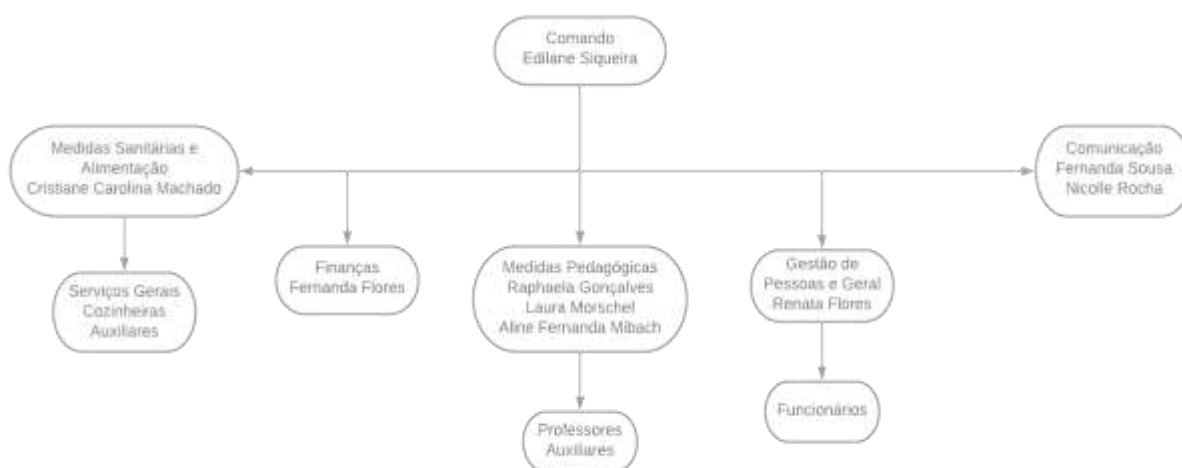 Comando
Edilane Siqueira
Medidas Sanitárias e
Alimentação
Cristiane Carolina Machado
Comunicação
Fernanda Sousa
Nicolle Rocha
Finanças
Fernanda Flores
Medidas Pedagógicas
Raphaela Gonçalves
Laura Morschel
Aline Fernanda Mibach
Gestão de
Pessoas e Geral
Renata Flores
Serviços Gerais
Cozinheiras
Auxiliares
Funcionários
Professores
Auxiliares